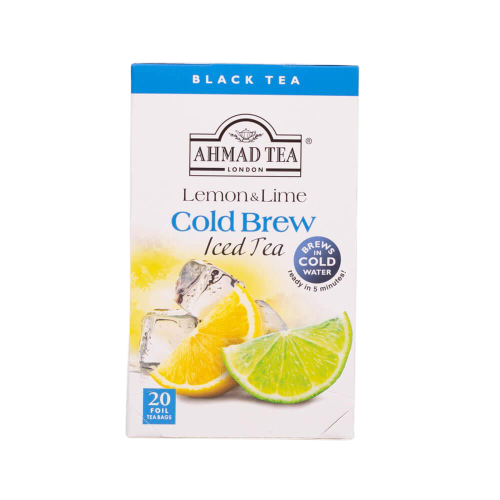 BLACK TEA
AHMAD TEA®
LONDON
Lemon & Lime
Cold Brew
Iced Tea
BREWS
IN
COLD
WATER
ready in 5 minutes!
20
FOIL
TEA BAGS